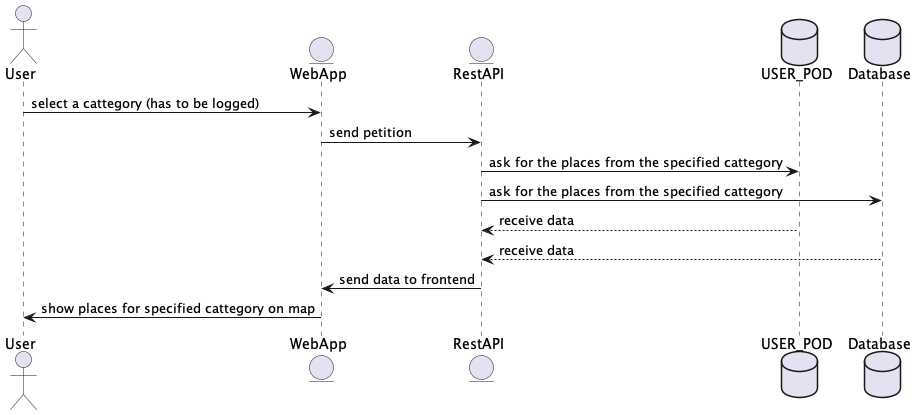 User
WebApp
RestAPI
USER_POD
Database
select a cattegory (has to be logged)
send petition
ask for the places from the specified cattegory
ask for the places from the specified cattegory
receive data
receive data
send data to frontend
show places for specified cattegory on map
User
WebApp
RestAPI
USER_POD
Database